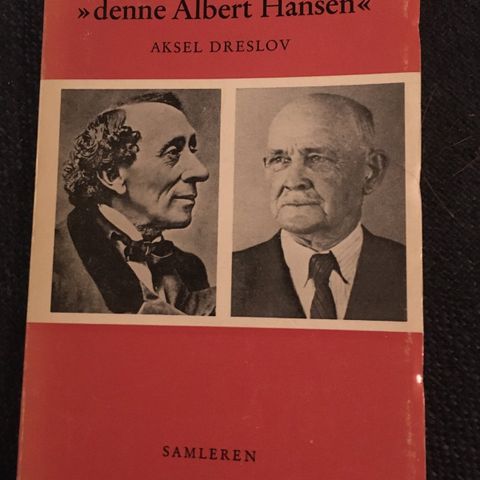 »denne Albert Hansen«
AKSEL DRESLOV
SAMLEREN